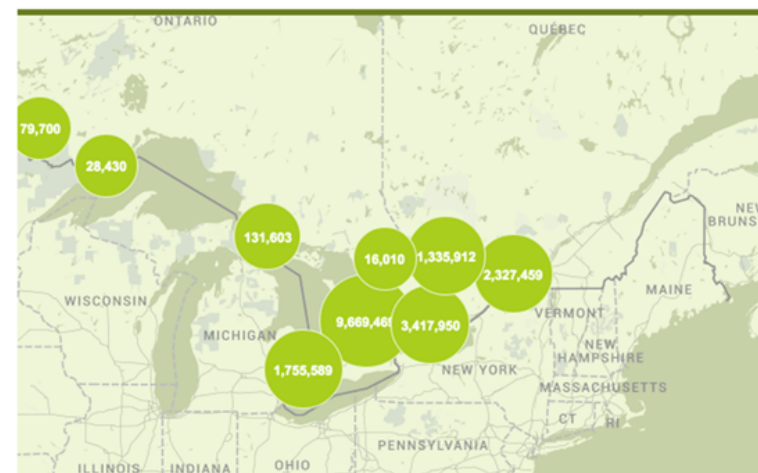 ONTARIO
QUÉBEC
79,700
28,430
131,603
16,010
1,335,912
2,327,459
NEW
BRUNS
MAINE
WISCONSIN
9,669,469
3,417,950
VERMONT
MICHIGAN
NEW
HAMPSHIRE
1,755,589
NEW YORK
MASSACHUSETTS
CT
RI
PENNSYLVANIA
ILLINOIS
INDIANA
OHIO